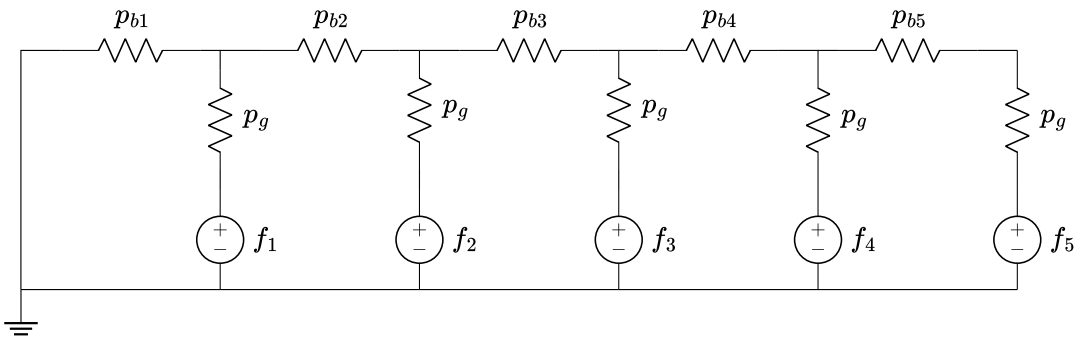 p_{b1} p_{b2} p_{b3} p_{b4} p_{b5}
p_g p_g p_g p_g p_g
+ + + + +
− − − − −
f_1 f_2 f_3 f_4 f_5